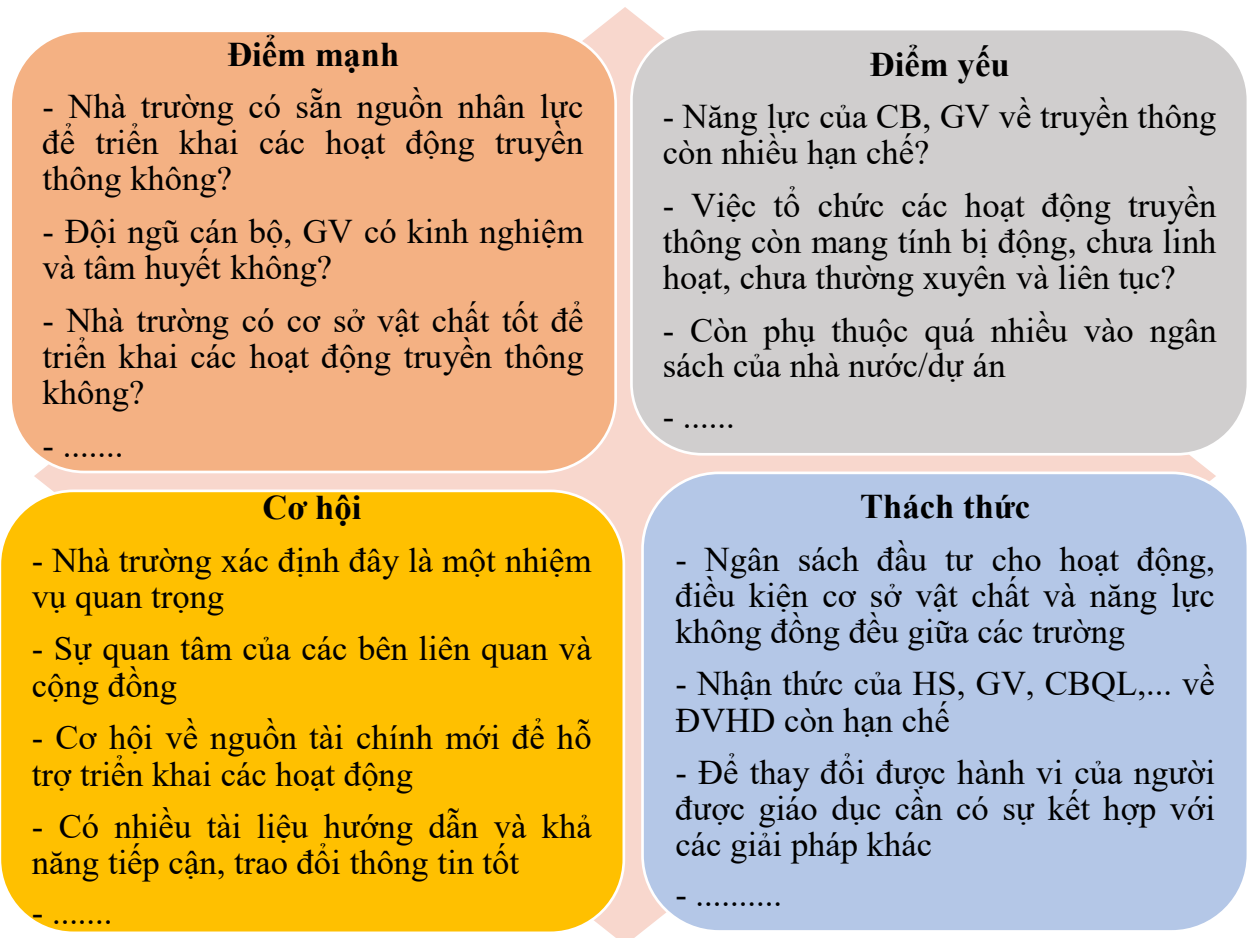 Điểm mạnh
- Nhà trường có sẵn nguồn nhân lực
để triển khai các hoạt động truyền
thông không?
- Đội ngũ cán bộ, GV có kinh nghiệm
và tâm huyết không?
- Nhà trường có cơ sở vật chất tốt để
triển khai các hoạt động truyền thông
không?
- .......
Điểm yếu
- Năng lực của CB, GV về truyền thông
còn nhiều hạn chế?
- Việc tổ chức các hoạt động truyền
thông còn mang tính bị động, chưa linh
hoạt, chưa thường xuyên và liên tục?
- Còn phụ thuộc quá nhiều vào ngân
sách của nhà nước/dự án
- ......
Cơ hội
- Nhà trường xác định đây là một nhiệm
vụ quan trọng
- Sự quan tâm của các bên liên quan và
cộng đồng
- Cơ hội về nguồn tài chính mới để hỗ
trợ triển khai các hoạt động
- Có nhiều tài liệu hướng dẫn và khả
năng tiếp cận, trao đổi thông tin tốt
- .......
Thách thức
- Ngân sách đầu tư cho hoạt động,
điều kiện cơ sở vật chất và năng lực
không đồng đều giữa các trường
- Nhận thức của HS, GV, CBQL,... về
ĐVHD còn hạn chế
- Để thay đổi được hành vi của người
được giáo dục cần có sự kết hợp với
các giải pháp khác
- ..........